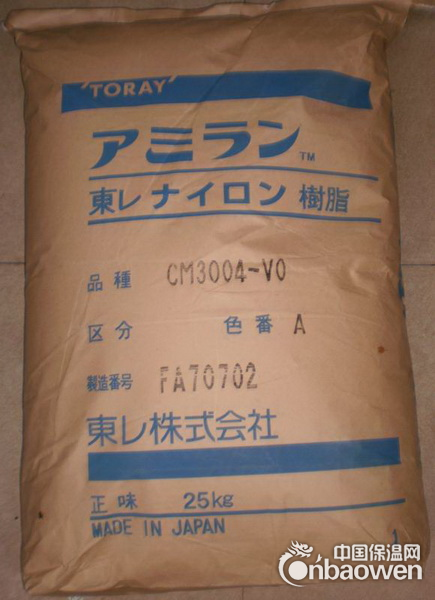 'TORAY'
アミラン™
東レ ナイロン 樹脂
品種 CM3004-V0
区分 色番 A
製造番号 FA70702
東レ株式会社
正味 25kg
MADE IN JAPAN
1
中国保温网
cnbaowen